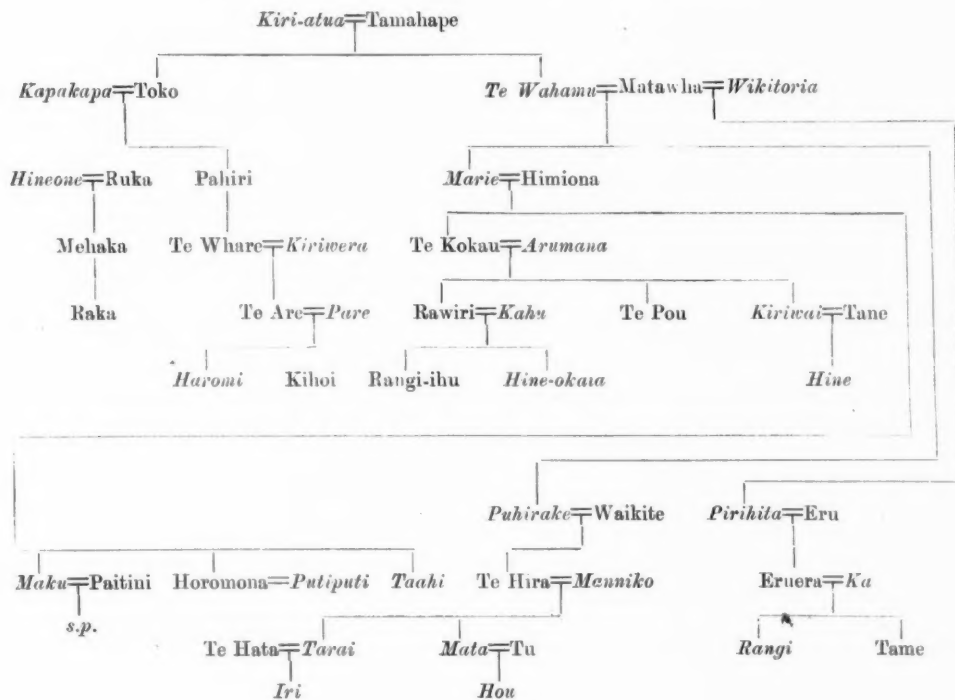 Kiri-atua=Tamahape
Kapakapa=Toko Te Wahamu=Matawha=Wikitoria
Hineone=Ruka Pahiri Marie=Himiona
Mehaka Te Whare=Kiriwera Te Kokau=Arumana
Raka Te Are=Pare Rawiri=Kahu Te Pou Kiriwai=Tane
Haromi Kihoi Rangi-ihu Hine-okaia Hine
Puhirake=Waikite Pirihita=Eru
Maku=Paitini Horomona=Putiputi Taahi Te Hira=Manniko Eruera=Ka
s.p.
Te Hata=Tarai Mata=Tu Rangi Tame
Iri Hou